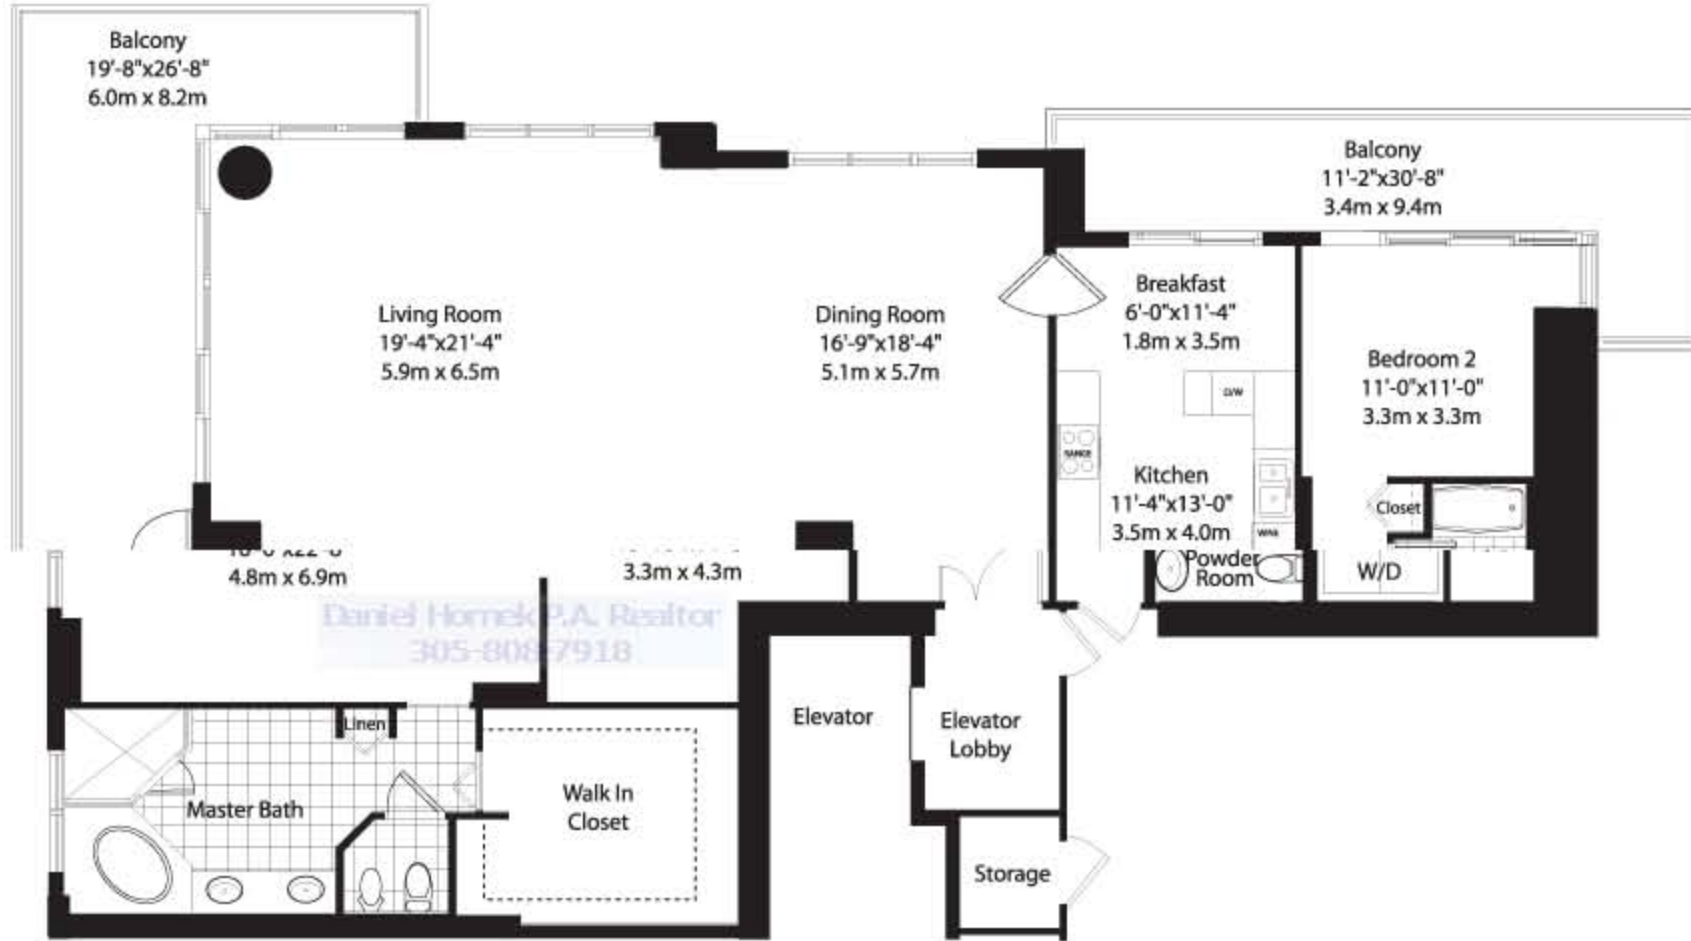 Balcony
19'-8"x26'-8"
6.0m x 8.2m
Balcony
11'-2"x30'-8"
3.4m x 9.4m
Living Room
19'-4"x21'-4"
5.9m x 6.5m
Dining Room
16'-9"x18'-4"
5.1m x 5.7m
Breakfast
6'-0"x11'-4"
1.8m x 3.5m
Bedroom 2
11'-0"x11'-0"
3.3m x 3.3m
D/W
RANGE
Kitchen
11'-4"x13'-0"
3.5m x 4.0m
Closet
Powder
Room
W/D
4.8m x 6.9m
3.3m x 4.3m
Daniel Hornek P.A. Realtor
305-808-7918
Linen
Master Bath
Walk In
Closet
Elevator
Elevator
Lobby
Storage